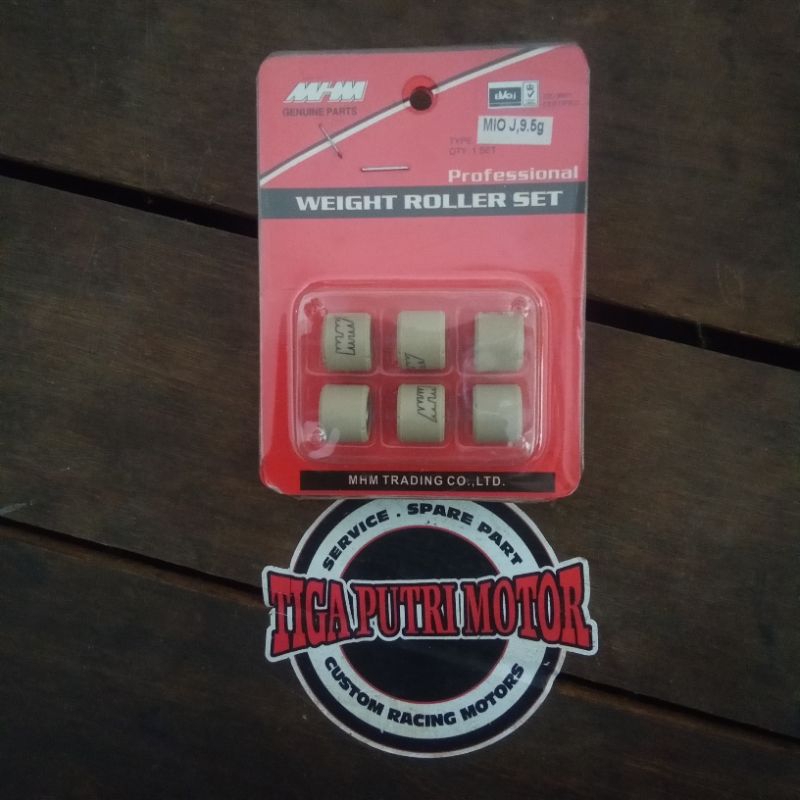 MHM
GENUINE PARTS
MIO J,9.5g
TYPE
QTY: 1 SET
Professional
WEIGHT ROLLER SET
MHM TRADING CO.,LTD.
SERVICE . SPARE PART
TIGA PUTRI MOTOR
CUSTOM RACING MOTORS